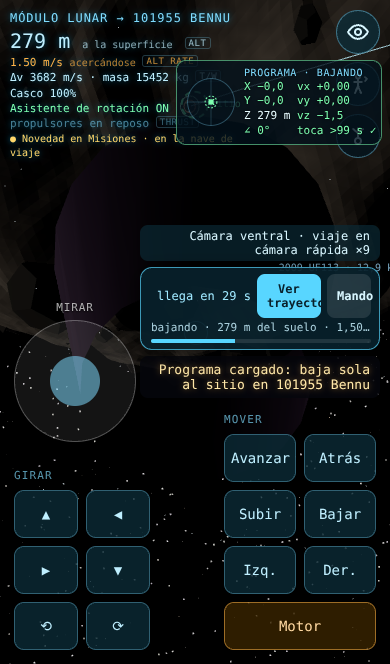 MÓDULO LUNAR → 101955 BENNU
279 m a la superficie ALT
1.50 m/s acercándose ALT RATE
Δv 3682 m/s · masa 15452
Casco 100%
Asistente de rotación ON
propulsores en reposo
● Novedad en Misiones · en la nave de
viaje
PROGRAMA · BAJANDO
X −0,0 vx +0,00
Y −0,0 vy +0,00
Z 279 m vz −1,5
∠ 0° toca >99 s ✓
Cámara ventral · viaje en
cámara rápida ×9
llega en 29 s
Ver
trayecto
Mando
bajando · 279 m del suelo · 1,50…
Programa cargado: baja sola
al sitio en 101955 Bennu
MIRAR
MOVER
Avanzar Atrás
GIRAR
▲ ◄ Subir Bajar
► ▼ Izq. Der.
⟲ ⟳ Motor